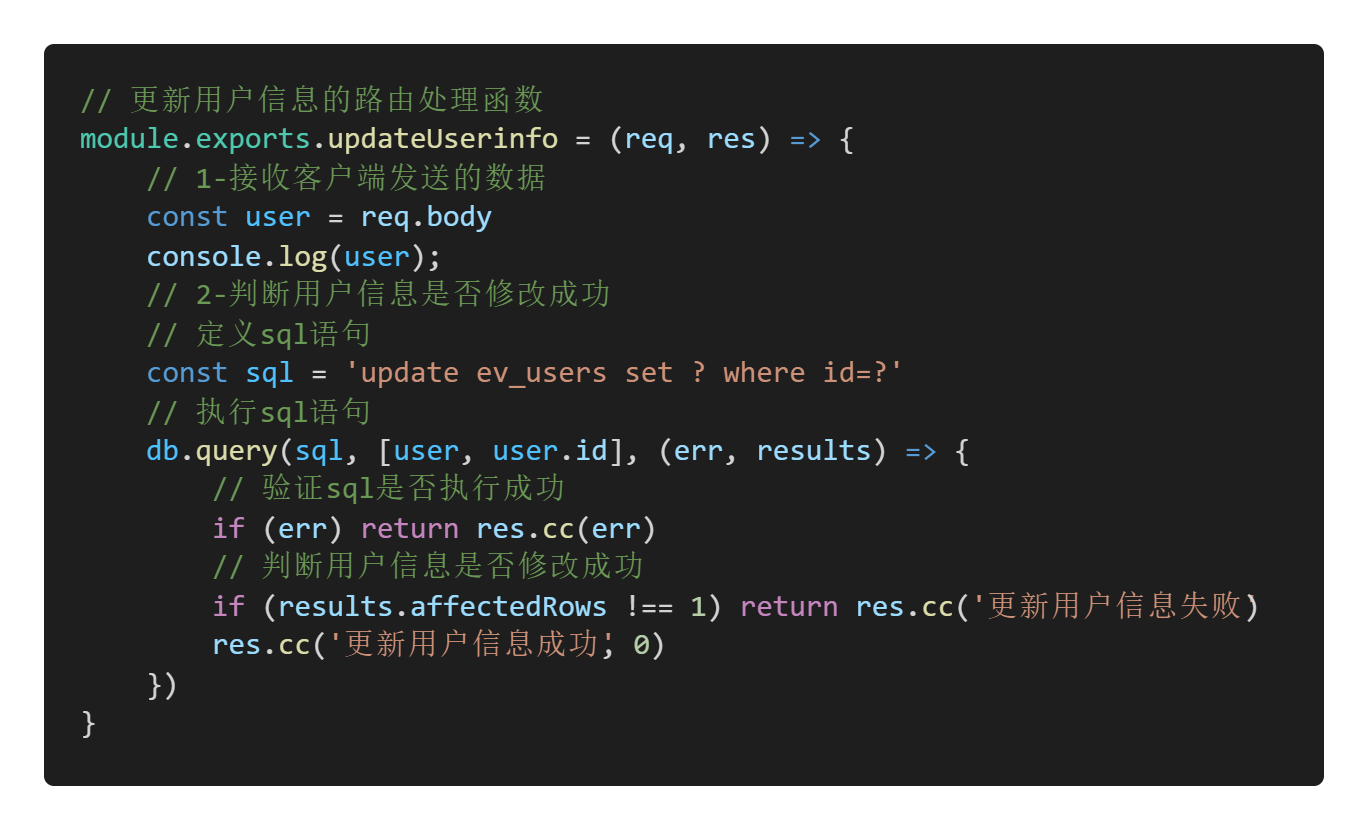 // 更新用户信息的路由处理函数
module.exports.updateUserinfo = (req, res) => {
    // 1-接收客户端发送的数据
    const user = req.body
    console.log(user);
    // 2-判断用户信息是否修改成功
    // 定义sql语句
    const sql = 'update ev_users set ? where id=?'
    // 执行sql语句
    db.query(sql, [user, user.id], (err, results) => {
        // 验证sql是否执行成功
        if (err) return res.cc(err)
        // 判断用户信息是否修改成功
        if (results.affectedRows !== 1) return res.cc('更新用户信息失败')
        res.cc('更新用户信息成功', 0)
    })
}